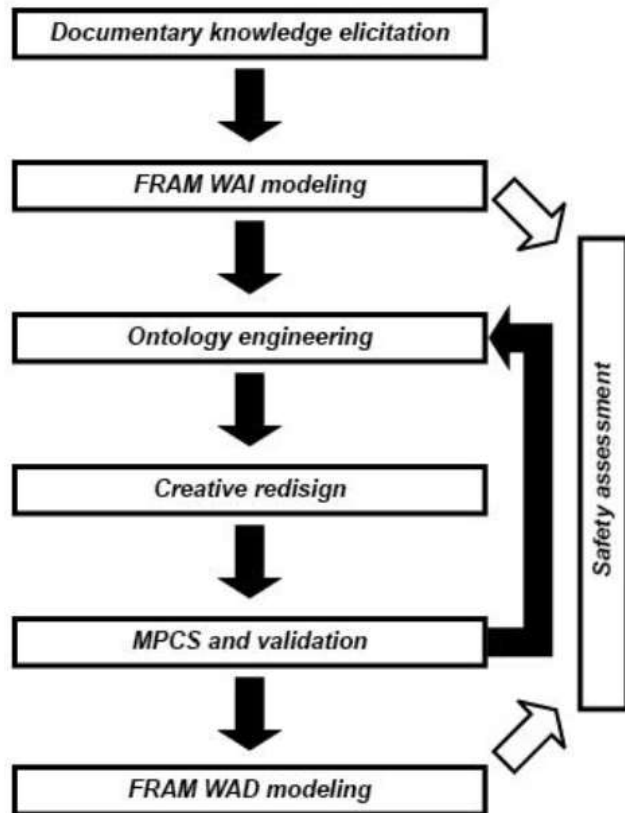 Documentary knowledge elicitation
FRAM WAI modeling
Ontology engineering
Creative redisign
MPCS and validation
FRAM WAD modeling
Safety assessment